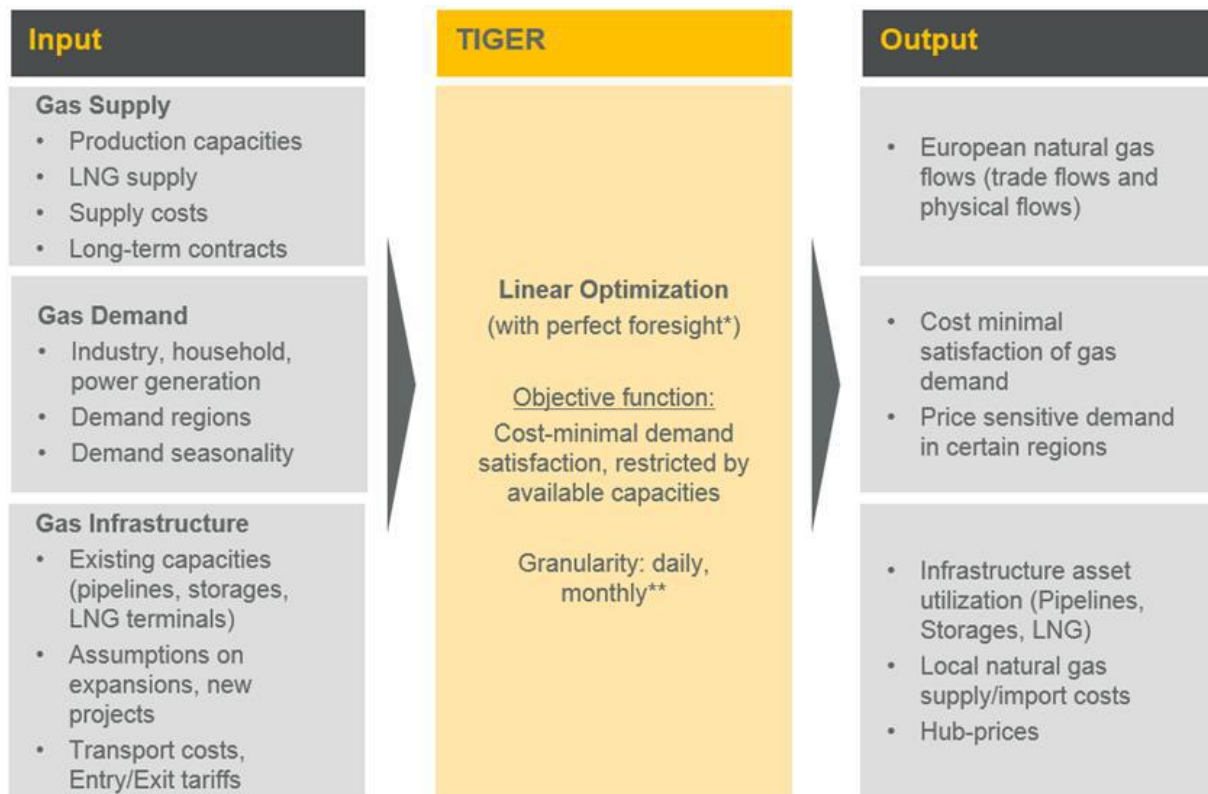 Input
Gas Supply
• Production capacities
• LNG supply
• Supply costs
• Long-term contracts
Gas Demand
• Industry, household,
power generation
• Demand regions
• Demand seasonality
Gas Infrastructure
• Existing capacities
(pipelines, storages,
LNG terminals)
• Assumptions on
expansions, new
projects
• Transport costs,
Entry/Exit tariffs
TIGER
Linear Optimization
(with perfect foresight*)
Objective function:
Cost-minimal demand
satisfaction, restricted by
available capacities
Granularity: daily,
monthly**
Output
• European natural gas
flows (trade flows and
physical flows)
• Cost minimal
satisfaction of gas
demand
• Price sensitive demand
in certain regions
• Infrastructure asset
utilization (Pipelines,
Storages, LNG)
• Local natural gas
supply/import costs
• Hub-prices